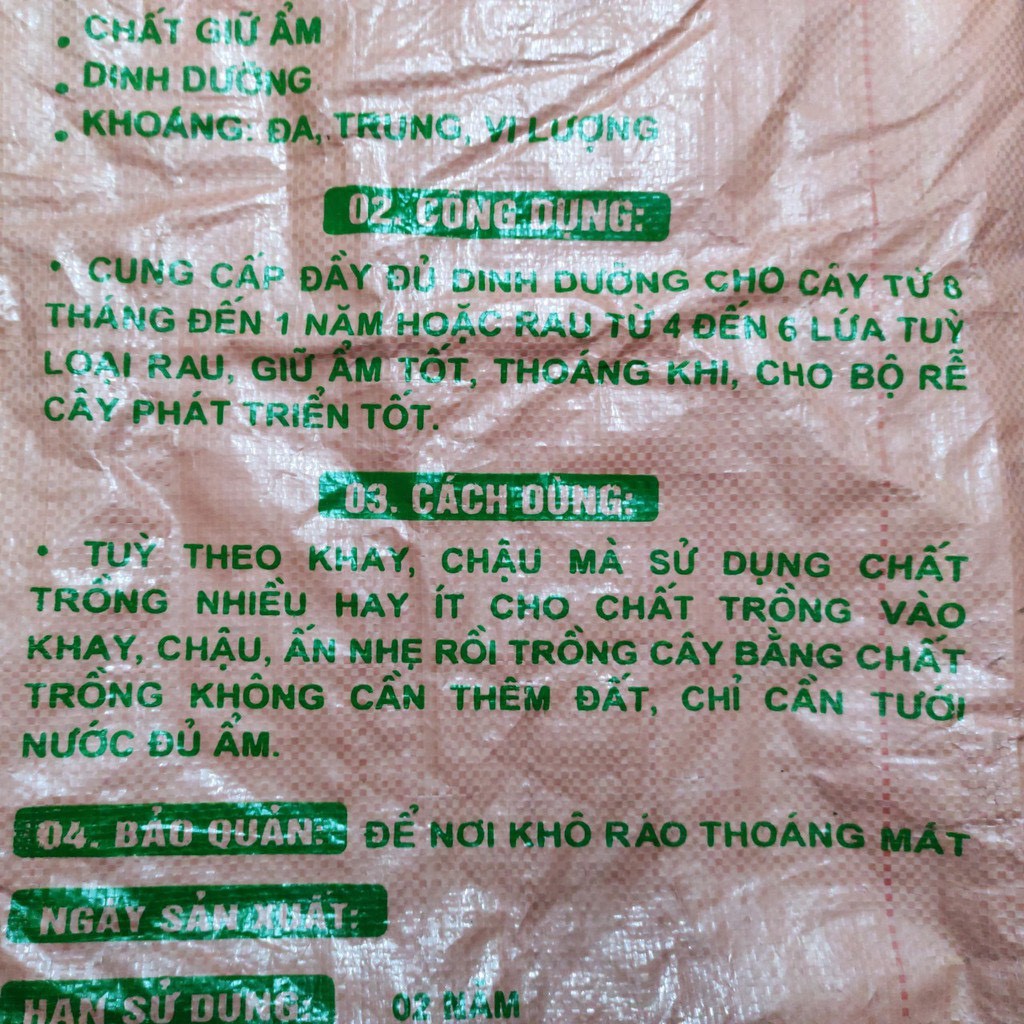 • CHẤT GIỮ ẨM
• DINH DƯỠNG
• KHOÁNG: ĐA, TRUNG, VI LƯỢNG
02. CÔNG DỤNG:
• CUNG CẤP ĐẦY ĐỦ DINH DƯỠNG CHO CÂY TỪ 8
THÁNG ĐẾN 1 NĂM HOẶC RAU TỪ 4 ĐẾN 6 LỨA TUỲ
LOẠI RAU, GIỮ ẨM TỐT, THOÁNG KHI, CHO BỘ RỄ
CÂY PHÁT TRIỂN TỐT.
03. CÁCH DÙNG:
• TUỲ THEO KHAY, CHẬU MÀ SỬ DỤNG CHẤT
TRỒNG NHIỀU HAY ÍT CHO CHẤT TRỒNG VÀO
KHAY, CHẬU, ẤN NHẸ RỒI TRỒNG CÂY BẰNG CHẤT
TRỒNG KHÔNG CẦN THÊM ĐẤT, CHỈ CẦN TƯỚI
NƯỚC ĐỦ ẨM.
04. BẢO QUẢN: ĐỂ NƠI KHÔ RÁO THOÁNG MÁT
NGÀY SẢN XUẤT:
HẠN SỬ DỤNG: 02 NĂM